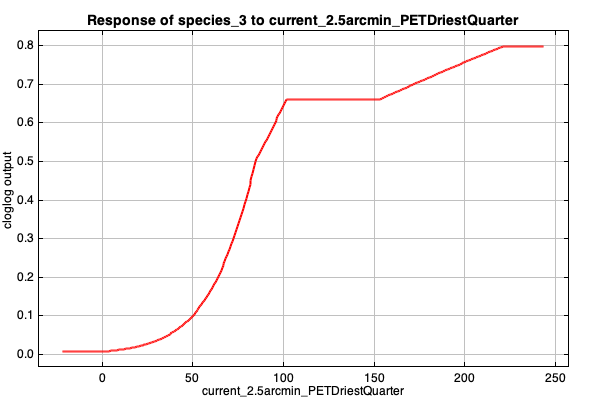 Response of species_3 to current_2.5arcmin_PETDriestQuarter
cloglog output
0.8
0.7
0.6
0.5
0.4
0.3
0.2
0.1
0.0
0 50 100 150 200 250
current_2.5arcmin_PETDriestQuarter